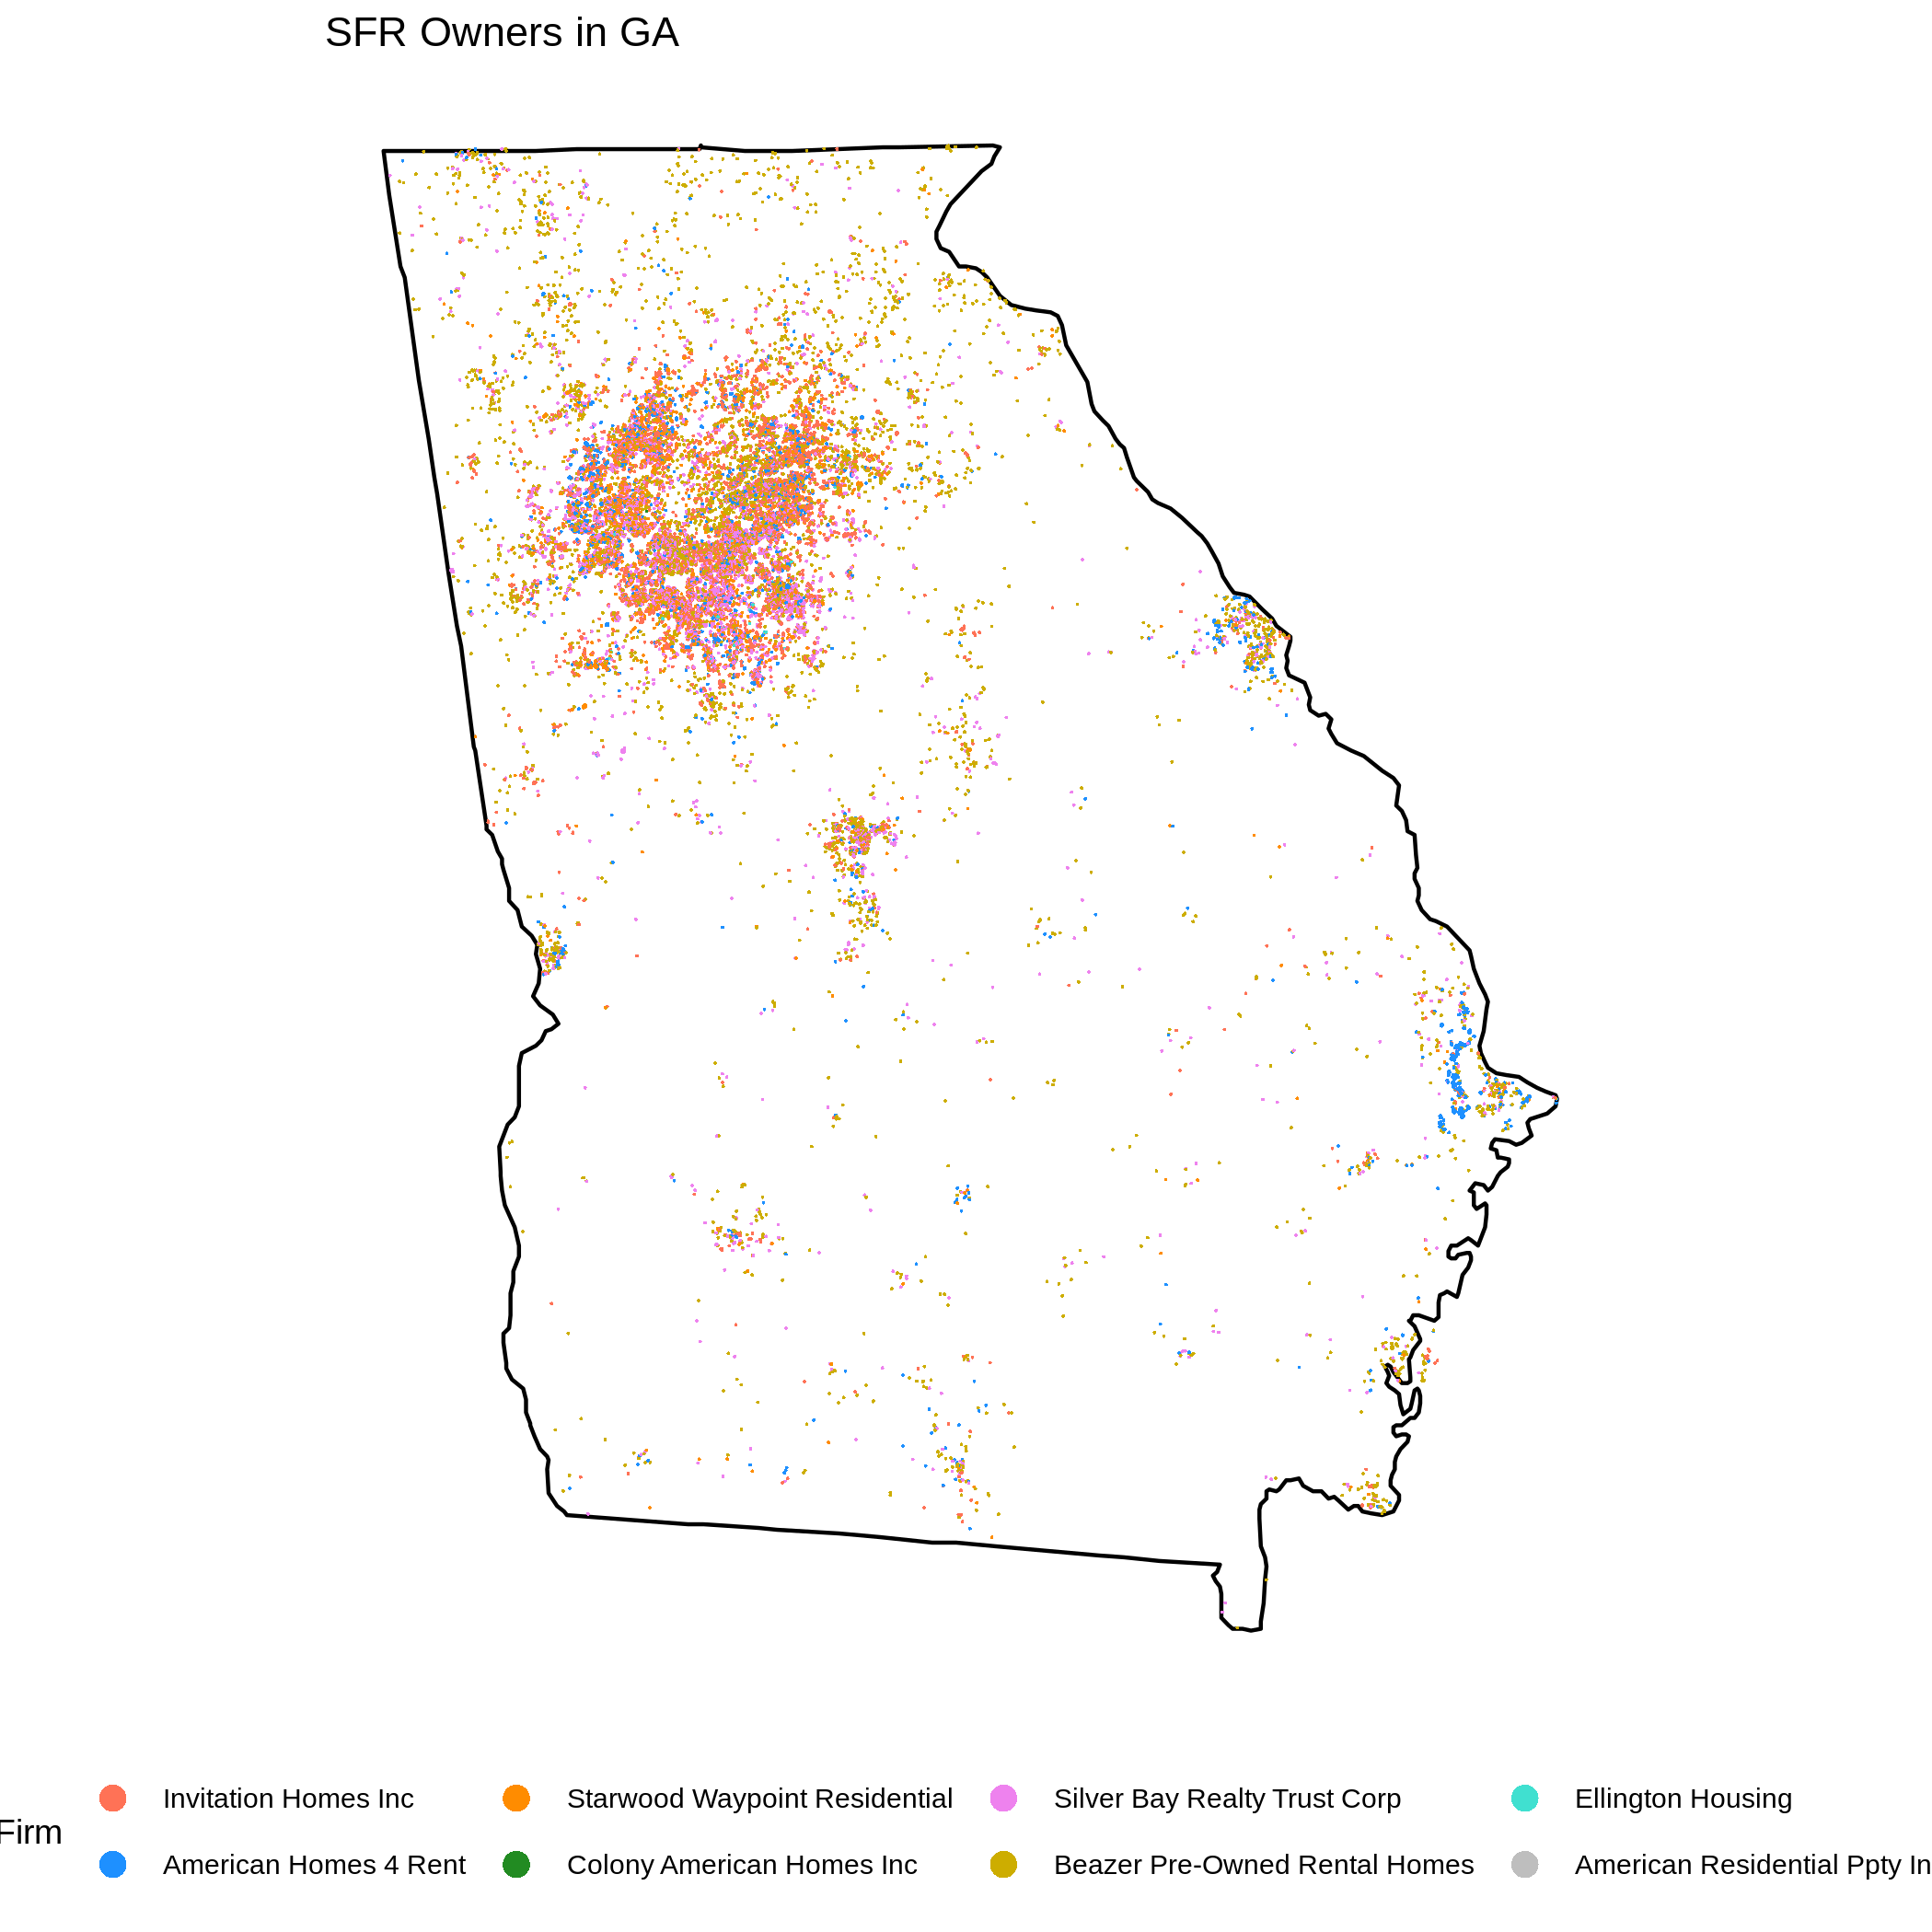 SFR Owners in GA
Firm
Invitation Homes Inc
Starwood Waypoint Residential
Silver Bay Realty Trust Corp
Ellington Housing
American Homes 4 Rent
Colony American Homes Inc
Beazer Pre-Owned Rental Homes
American Residential Ppty In